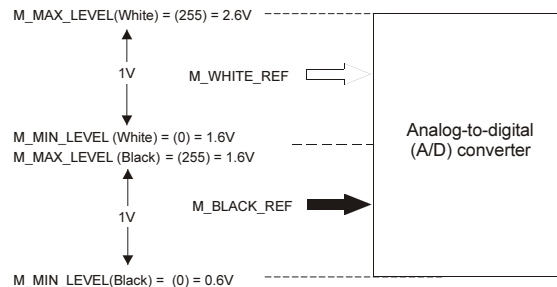 M_MAX_LEVEL(White) = (255) = 2.6V
1V
M_WHITE_REF
M_MIN_LEVEL (White) = (0) = 1.6V
M_MAX_LEVEL (Black) = (255) = 1.6V
Analog-to-digital
(A/D) converter
1V
M_BLACK_REF
M_MIN_LEVEL(Black) = (0) = 0.6V